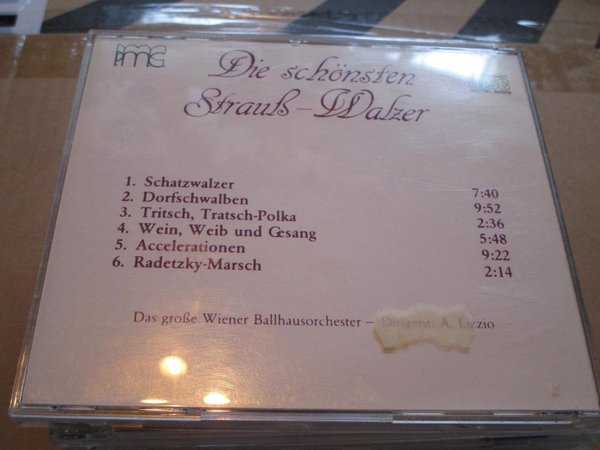 PMC
Die schönsten
Strauß – Walzer
1. Schatzwalzer 7:40
2. Dorfschwalben 9:52
3. Tritsch, Tratsch-Polka 2:36
4. Wein, Weib und Gesang 5:48
5. Accelerationen 9:22
6. Radetzky-Marsch 2:14
Das große Wiener Ballhausorchester – Dirigent: A. Lizzio